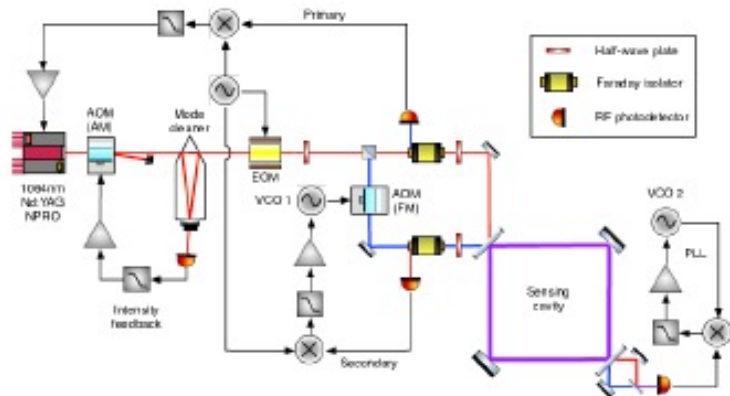 Primary
Half-wave plate
Faraday isolator
RF photodetector
AOM
(AM)
Mode
cleaner
1064nm
Nd:YAG
NPRO
EOM
VCO 1
AOM
(FM)
VCO 2
PLL
Sensing
cavity
Intensity
feedback
Secondary